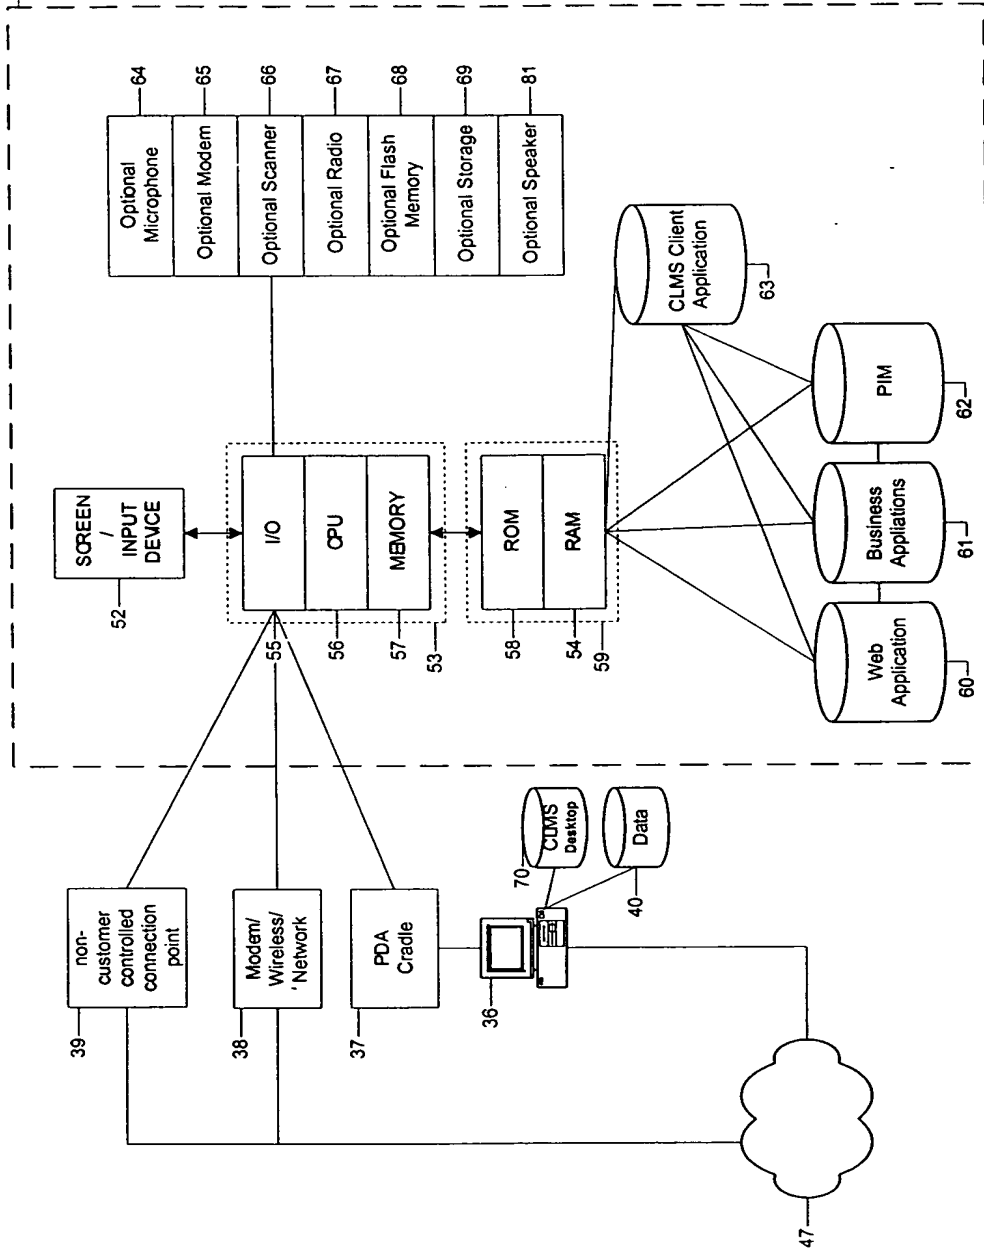 Optional
Microphone
64
Optional Modem
65
Optional Scanner
66
Optional Radio
67
Optional Flash
Memory
68
Optional Storage
69
Optional Speaker
81
SCREEN
/
INPUT
DEVICE
52
I/O
55
CPU
56
MEMORY
57
53
ROM
58
RAM
54
59
CLMS Client
Application
63
PIM
62
Business
Appliations
61
Web
Application
60
non-
customer
controlled
connection
point
39
Modem/
Wireless/
' Network
38
PDA
Cradle
37
36
CLMS
Desktop
70
Data
40
47